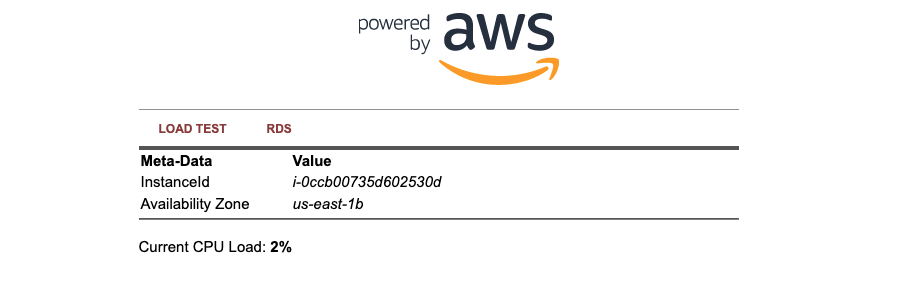 powered
by
aws
LOAD TEST RDS
Meta-Data Value
InstanceId i-0ccb00735d602530d
Availability Zone us-east-1b
Current CPU Load: 2%